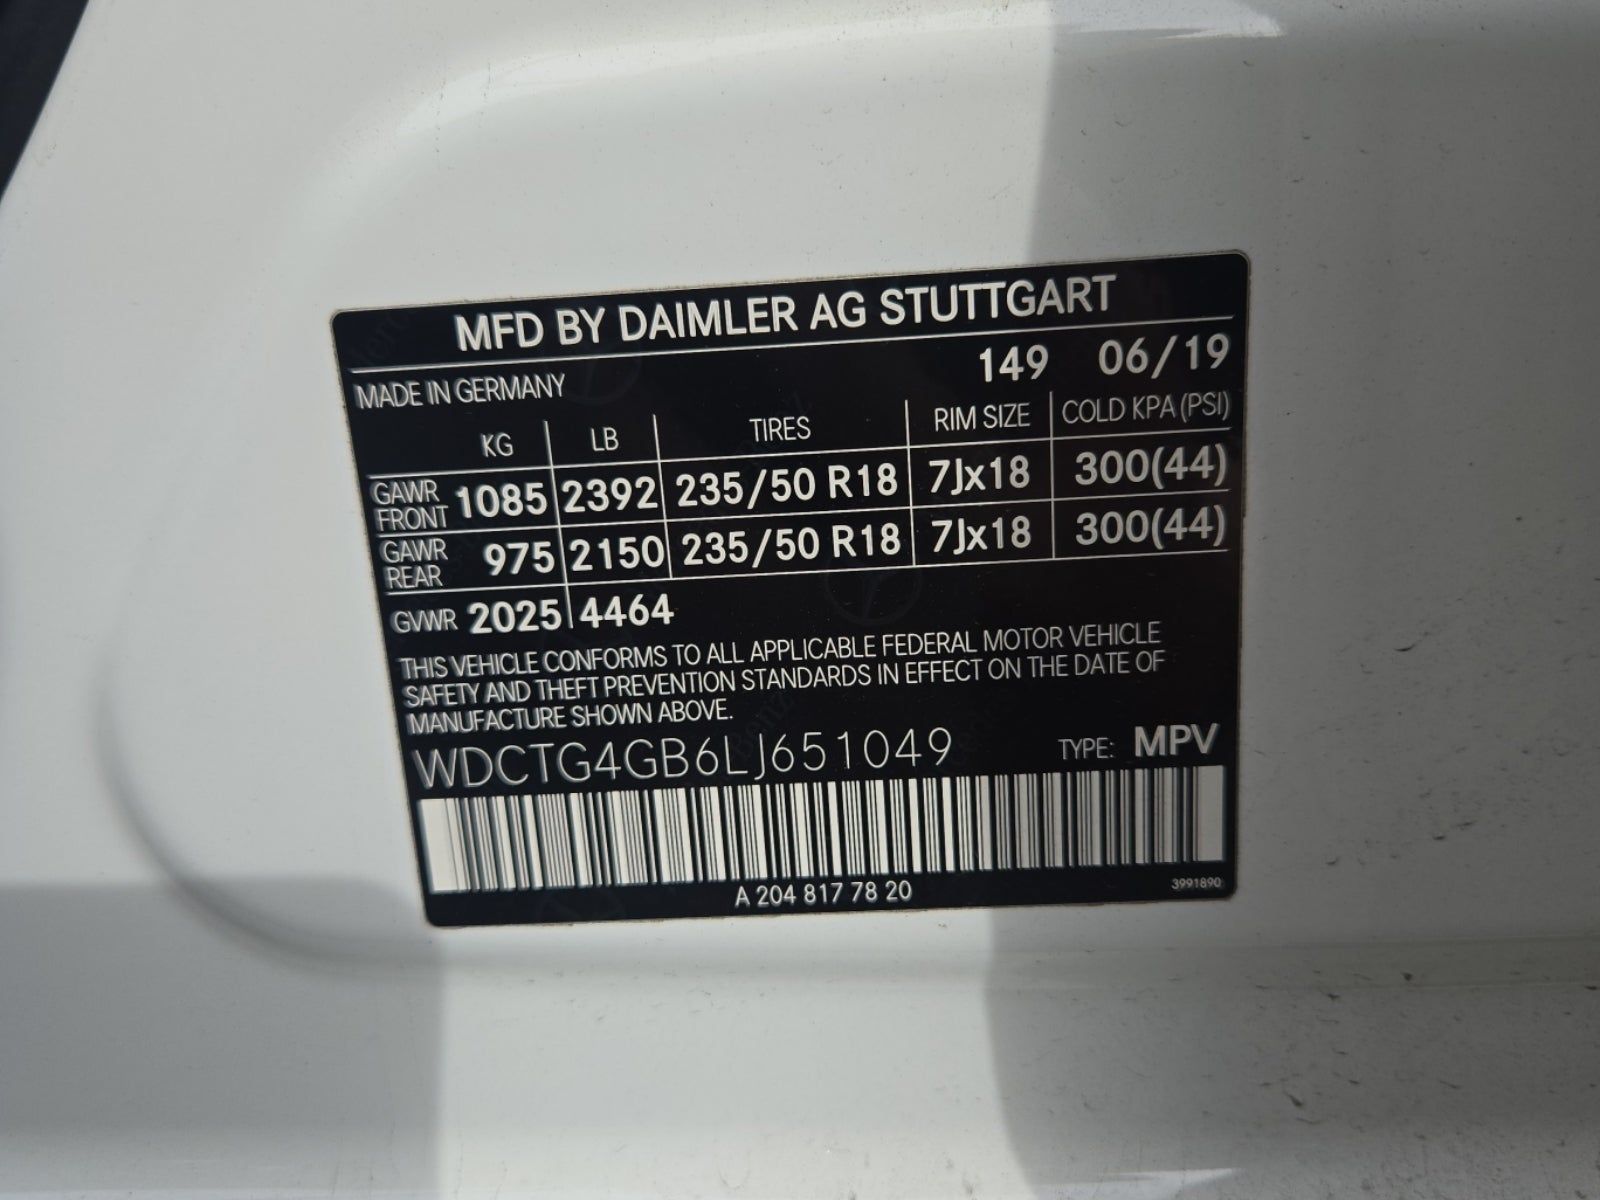 MFD BY DAIMLER AG STUTTGART
MADE IN GERMANY 149 06/19
KG LB TIRES RIM SIZE COLD KPA (PSI)
GAWR FRONT 1085 2392 235/50 R18 7Jx18 300(44)
GAWR REAR 975 2150 235/50 R18 7Jx18 300(44)
GVWR 2025 4464
THIS VEHICLE CONFORMS TO ALL APPLICABLE FEDERAL MOTOR VEHICLE
SAFETY AND THEFT PREVENTION STANDARDS IN EFFECT ON THE DATE OF
MANUFACTURE SHOWN ABOVE.
WDCTG4GB6LJ651049 TYPE: MPV
A 204 817 78 20 3991890